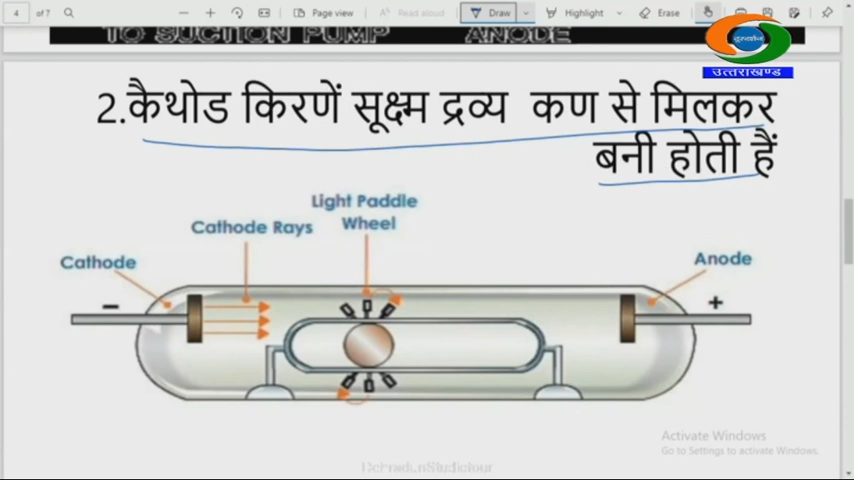 4 of 7
Page view
Read aloud
Draw
Highlight
Erase
TO SUCTION PUMP ANODE
दूरदर्शन
उत्तराखण्ड
2.कैथोड किरणें सूक्ष्म द्रव्य कण से मिलकर
बनी होती हैं
Light Paddle
Wheel
Cathode Rays
Cathode
Anode
–
+
Activate Windows
Go to Settings to activate Windows.